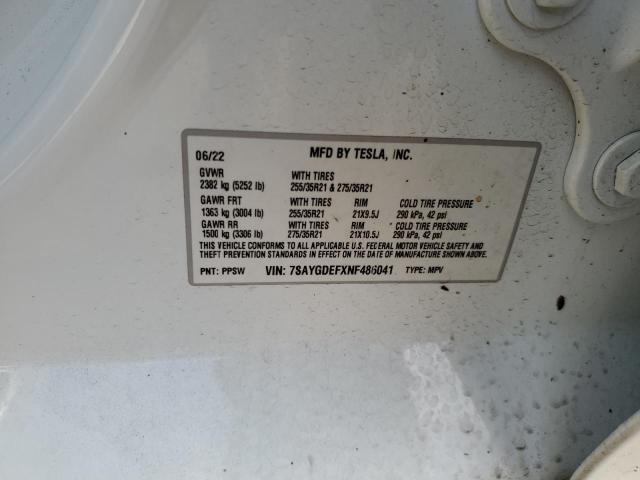 06/22 MFD BY TESLA, INC.
GVWR WITH TIRES
2382 kg (5252 lb) 255/35R21 & 275/35R21
GAWR FRT WITH TIRES RIM COLD TIRE PRESSURE
1363 kg (3004 lb) 255/35R21 21X9.5J 290 kPa, 42 psi
GAWR RR WITH TIRES RIM COLD TIRE PRESSURE
1500 kg (3306 lb) 275/35R21 21X10.5J 290 kPa, 42 psi
THIS VEHICLE CONFORMS TO ALL APPLICABLE U.S. FEDERAL MOTOR VEHICLE SAFETY AND
THEFT PREVENTION STANDARDS IN EFFECT ON THE DATE OF MANUFACTURE SHOWN ABOVE.
PNT: PPSW VIN: 7SAYGDEFXNF486041 TYPE: MPV